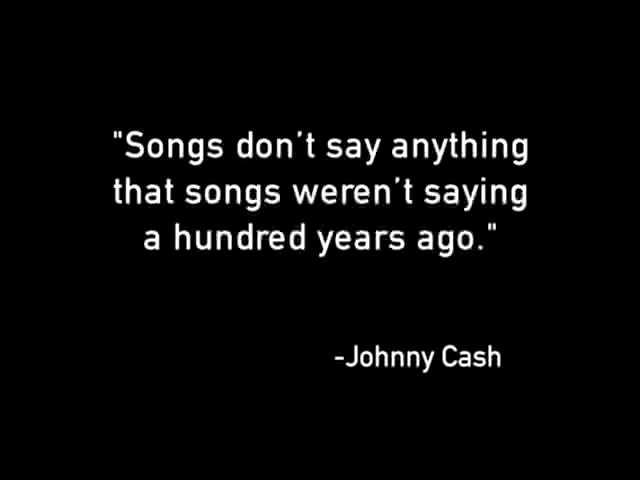 "Songs don’t say anything
that songs weren’t saying
a hundred years ago."
-Johnny Cash